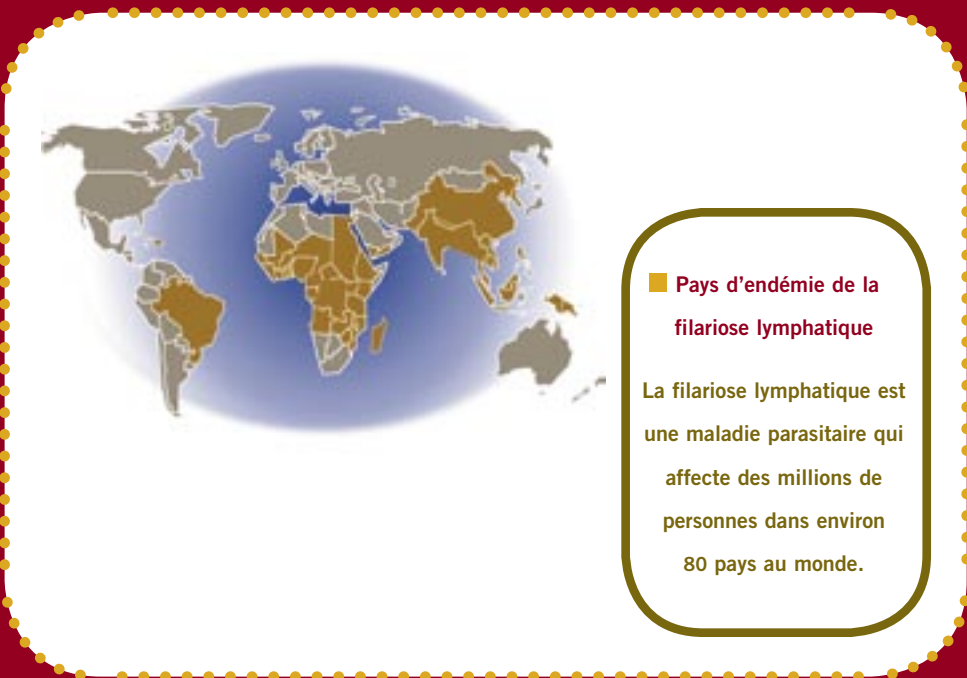 Pays d’endémie de la
filariose lymphatique
La filariose lymphatique est
une maladie parasitaire qui
affecte des millions de
personnes dans environ
80 pays au monde.